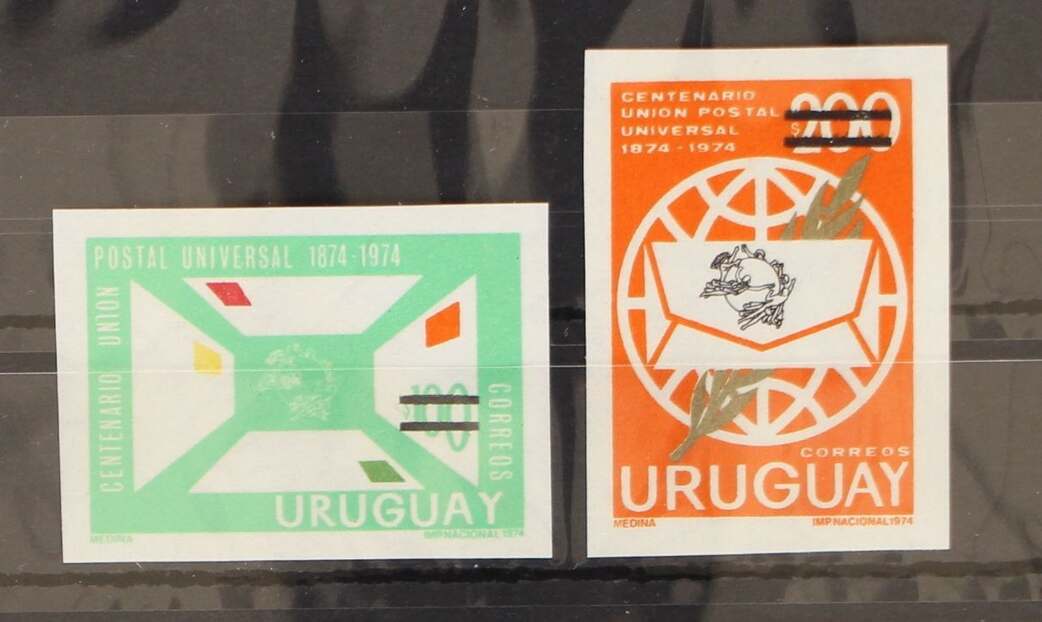 POSTAL UNIVERSAL 1874-1974
CENTENARIO UNION
$100
CORREOS
URUGUAY
MEDINA
IMP.NACIONAL 1974
CENTENARIO
UNION POSTAL
UNIVERSAL
1874-1974
$200
CORREOS
URUGUAY
MEDINA
IMP.NACIONAL 1974